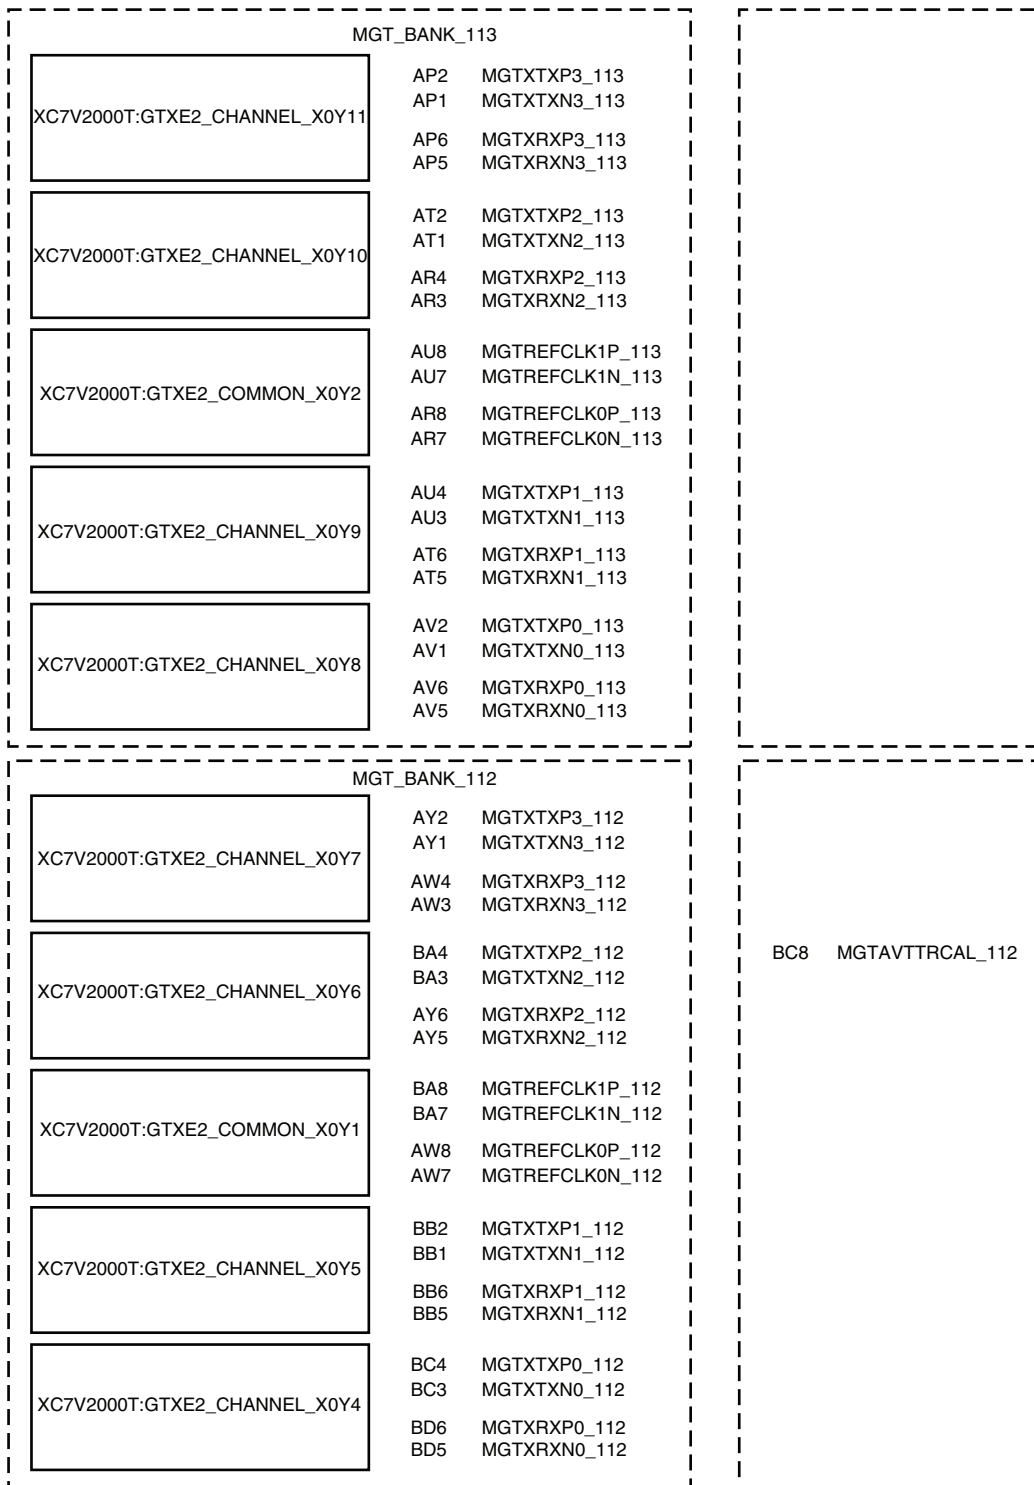 MGT_BANK_113
XC7V2000T:GTXE2_CHANNEL_X0Y11
AP2 MGTXTXP3_113
AP1 MGTXTXN3_113
AP6 MGTXRXP3_113
AP5 MGTXRXN3_113
XC7V2000T:GTXE2_CHANNEL_X0Y10
AT2 MGTXTXP2_113
AT1 MGTXTXN2_113
AR4 MGTXRXP2_113
AR3 MGTXRXN2_113
XC7V2000T:GTXE2_COMMON_X0Y2
AU8 MGTREFCLK1P_113
AU7 MGTREFCLK1N_113
AR8 MGTREFCLK0P_113
AR7 MGTREFCLK0N_113
XC7V2000T:GTXE2_CHANNEL_X0Y9
AU4 MGTXTXP1_113
AU3 MGTXTXN1_113
AT6 MGTXRXP1_113
AT5 MGTXRXN1_113
XC7V2000T:GTXE2_CHANNEL_X0Y8
AV2 MGTXTXP0_113
AV1 MGTXTXN0_113
AV6 MGTXRXP0_113
AV5 MGTXRXN0_113
MGT_BANK_112
XC7V2000T:GTXE2_CHANNEL_X0Y7
AY2 MGTXTXP3_112
AY1 MGTXTXN3_112
AW4 MGTXRXP3_112
AW3 MGTXRXN3_112
XC7V2000T:GTXE2_CHANNEL_X0Y6
BA4 MGTXTXP2_112
BA3 MGTXTXN2_112
AY6 MGTXRXP2_112
AY5 MGTXRXN2_112
BC8 MGTAVTTRCAL_112
XC7V2000T:GTXE2_COMMON_X0Y1
BA8 MGTREFCLK1P_112
BA7 MGTREFCLK1N_112
AW8 MGTREFCLK0P_112
AW7 MGTREFCLK0N_112
XC7V2000T:GTXE2_CHANNEL_X0Y5
BB2 MGTXTXP1_112
BB1 MGTXTXN1_112
BB6 MGTXRXP1_112
BB5 MGTXRXN1_112
XC7V2000T:GTXE2_CHANNEL_X0Y4
BC4 MGTXTXP0_112
BC3 MGTXTXN0_112
BD6 MGTXRXP0_112
BD5 MGTXRXN0_112